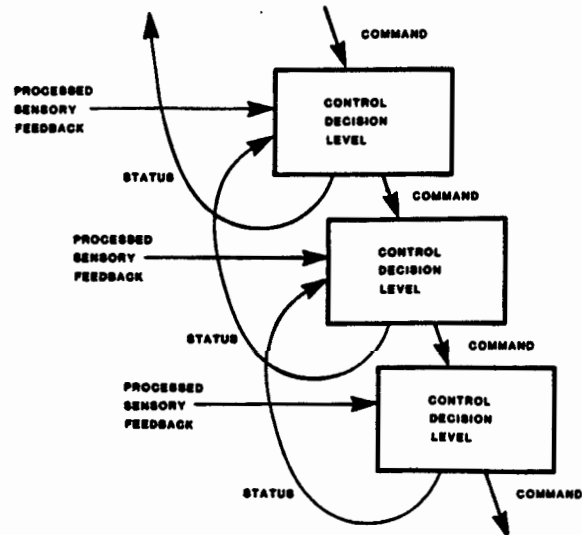 COMMAND
PROCESSED
SENSORY
FEEDBACK
CONTROL
DECISION
LEVEL
STATUS
COMMAND
PROCESSED
SENSORY
FEEDBACK
CONTROL
DECISION
LEVEL
STATUS
COMMAND
PROCESSED
SENSORY
FEEDBACK
CONTROL
DECISION
LEVEL
STATUS
COMMAND